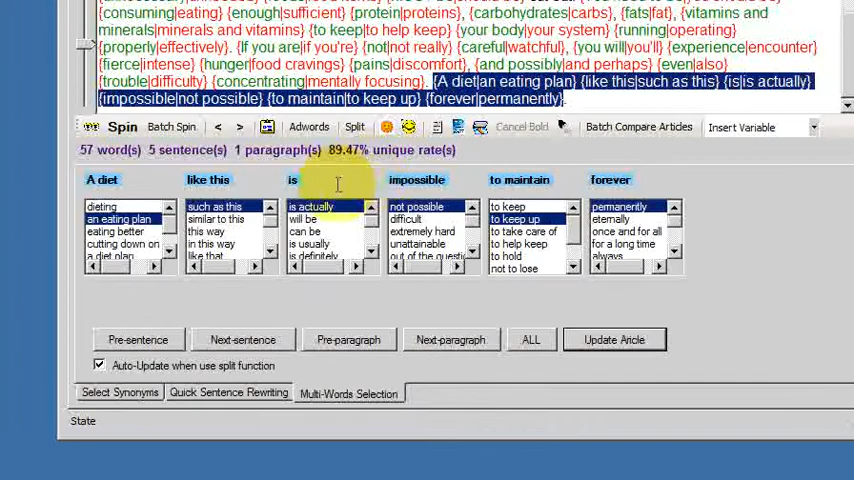 {consuming|eating} {enough|sufficient} {protein|proteins}, {carbohydrates|carbs}, {fats|fat}, {vitamins and
minerals|minerals and vitamins} {to keep|to help keep} {your body|your system} {running|operating}
{properly|effectively}. {If you are|if you're} {not|not really} {careful|watchful}, {you will|you'll} {experience|encounter}
{fierce|intense} {hunger|food cravings} {pains|discomfort}, {and possibly|and perhaps} {even|also}
{trouble|difficulty} {concentrating|mentally focusing}. {A diet|an eating plan} {like this|such as this} {is|is actually}
{impossible|not possible} {to maintain|to keep up} {forever|permanently}.
Spin Batch Spin < > Adwords Split Cancel Bold Batch Compare Articles Insert Variable
57 word(s) 5 sentence(s) 1 paragraph(s) 89.47% unique rate(s)
A diet like this is impossible to maintain forever
dieting such as this is actually not possible to keep permanently
an eating plan similar to this will be difficult to keep up eternally
eating better this way can be extremely hard to take care of once and for all
cutting down on in this way is usually unattainable to help keep for a long time
a diet plan like that is definitely out of the questic to hold always
not to lose
Pre-sentence Next-sentence Pre-paragraph Next-paragraph ALL Update Aricle
Auto-Update when use split function
Select Synonyms Quick Sentence Rewriting Multi-Words Selection
State